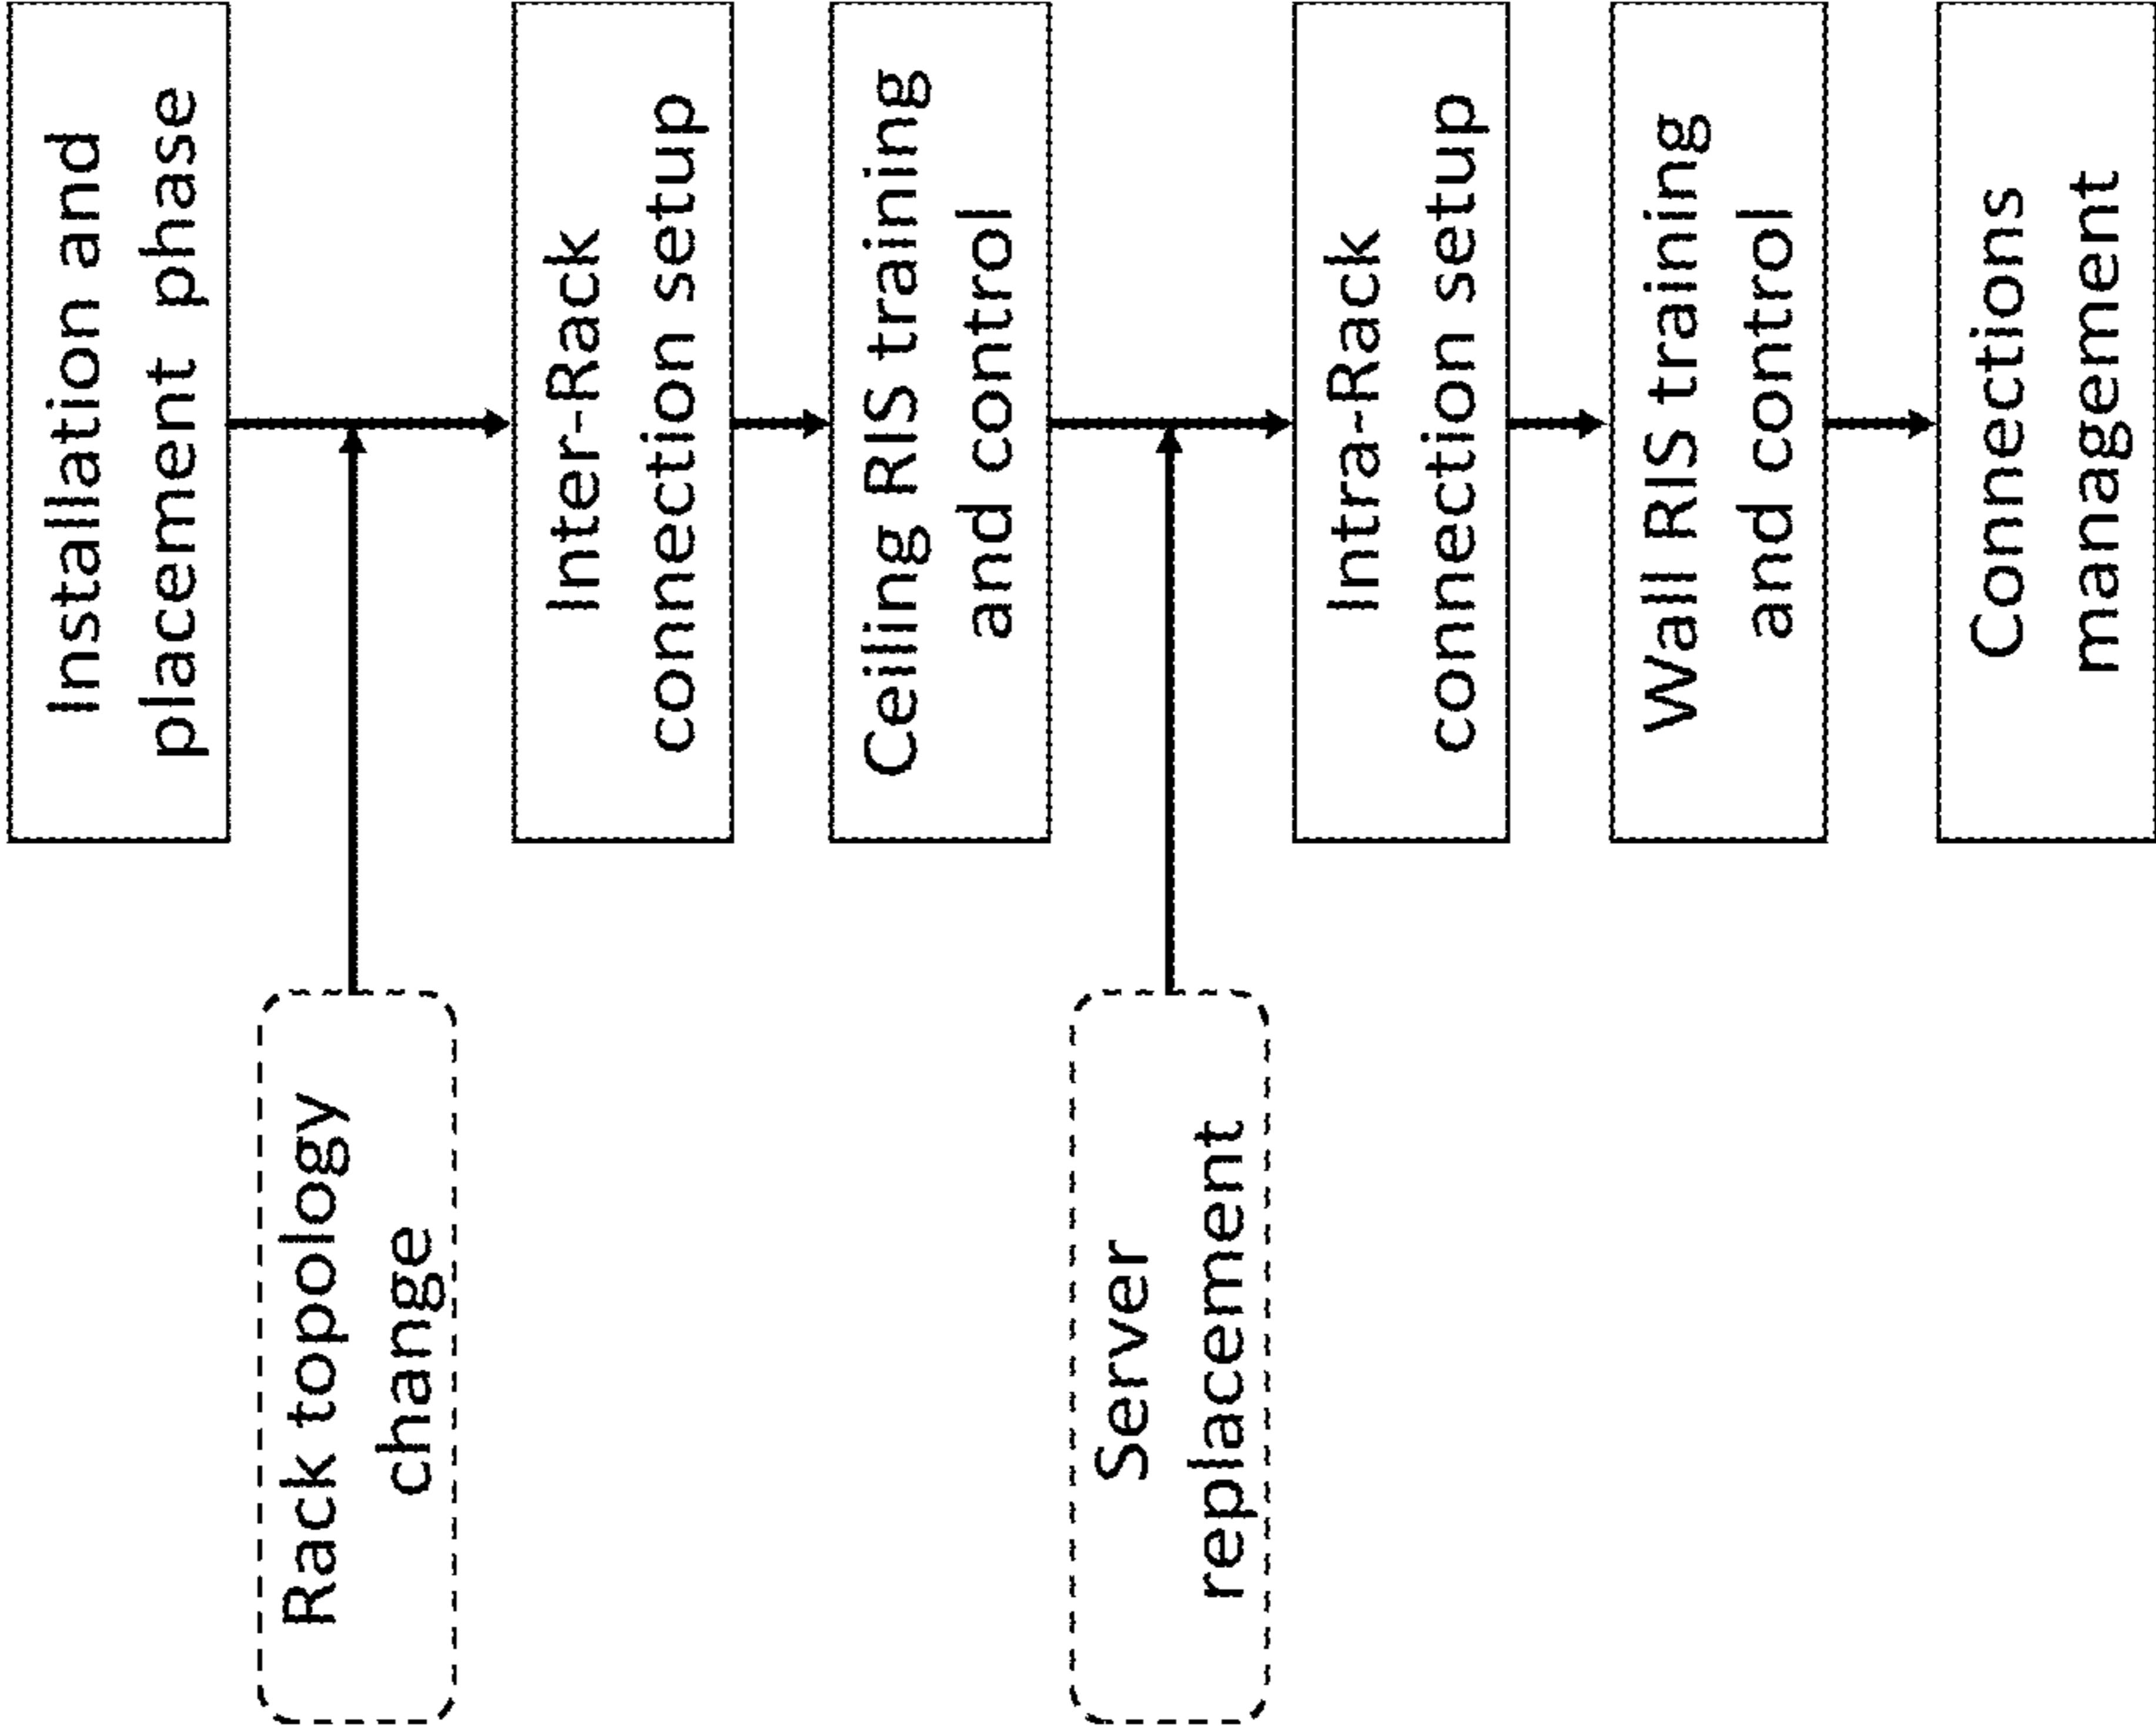 Installation and
placement phase
Rack topology
change
Inter-Rack
connection setup
Ceiling RIS training
and control
Server
replacement
Intra-Rack
connection setup
Wall RIS training
and control
Connections
management